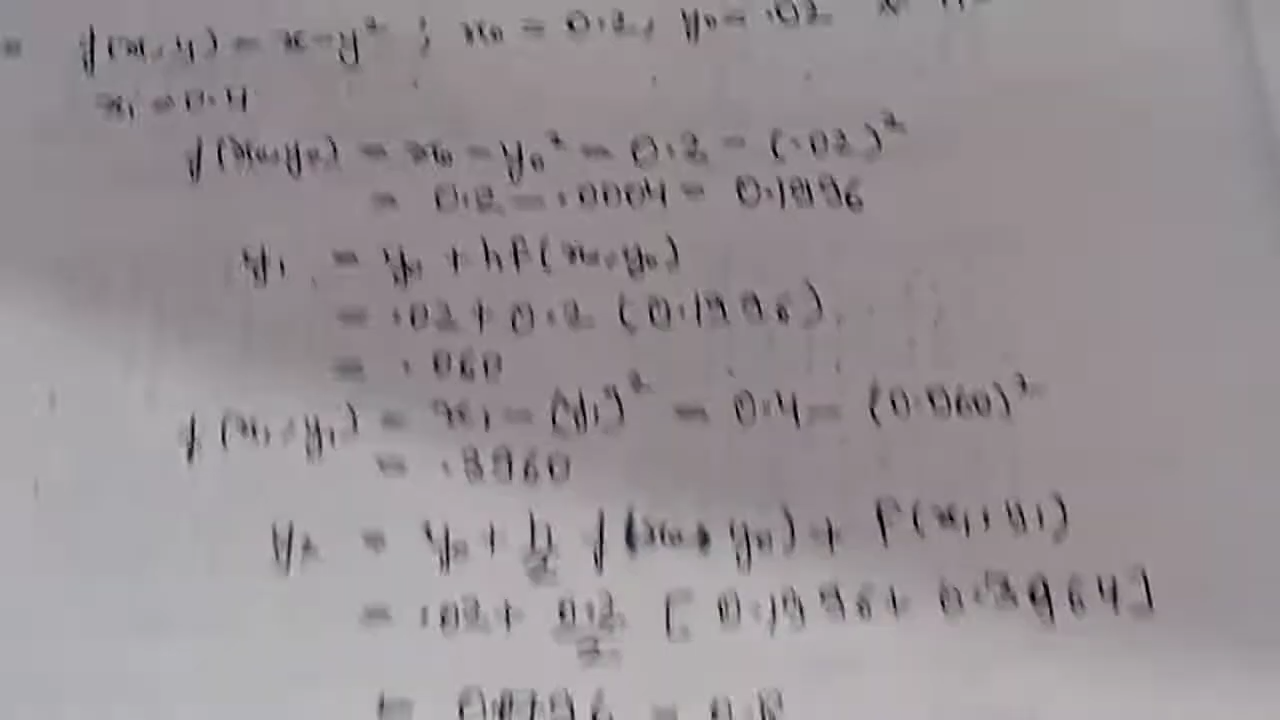 = f(x, y) = x - y² ; x₀ = 0.2, y₀ = .02
x₁ = 0.4
f(x₀, y₀) = x₀ - y₀² = 0.2 - (.02)²
= 0.2 - .0004 = 0.1996
y₁ = y₀ + h f(x₀, y₀)
= .02 + 0.2 (0.1996)
= .060
f(x₁, y₁) = x₁ - (y₁)² = 0.4 - (0.060)²
= .3960
= y₀ + h/2 f(x₀, y₀) + f(x₁, y₁)
= .02 + 0.2/2 [0.1996 + 0.3964]